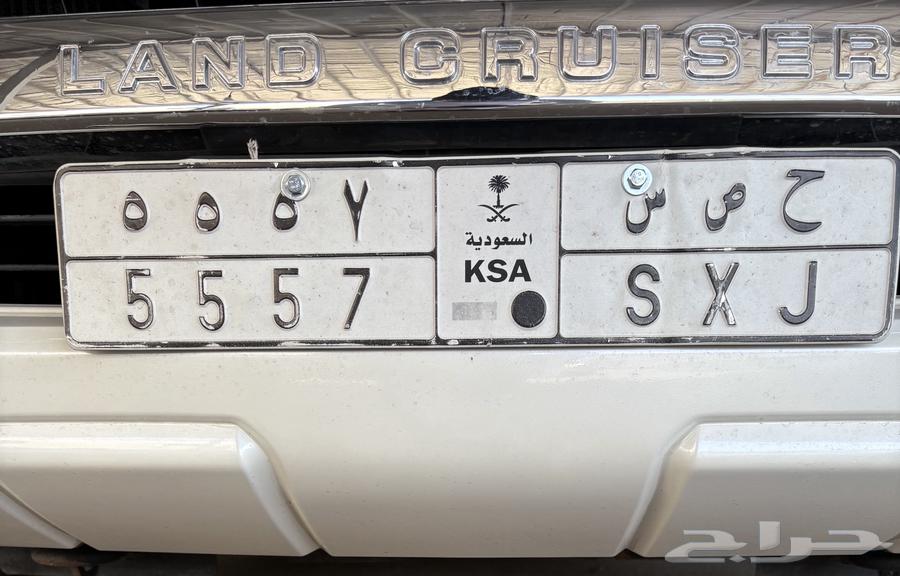 LAND CRUISER
٥٥٥٧
5557
السعودية
KSA
ح ص س
S X J
حراج